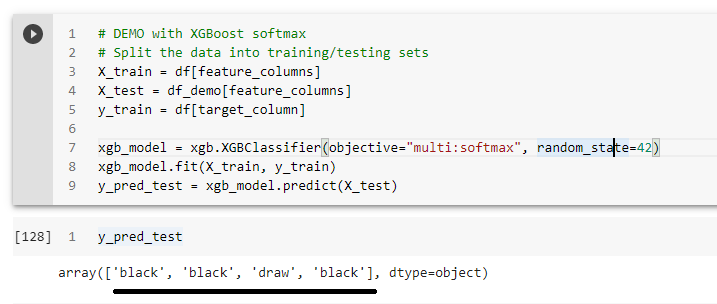 1 # DEMO with XGBoost softmax
2 # Split the data into training/testing sets
3 X_train = df[feature_columns]
4 X_test = df_demo[feature_columns]
5 y_train = df[target_column]
6
7 xgb_model = xgb.XGBClassifier(objective="multi:softmax", random_state=42)
8 xgb_model.fit(X_train, y_train)
9 y_pred_test = xgb_model.predict(X_test)
[128] 1 y_pred_test
array(['black', 'black', 'draw', 'black'], dtype=object)